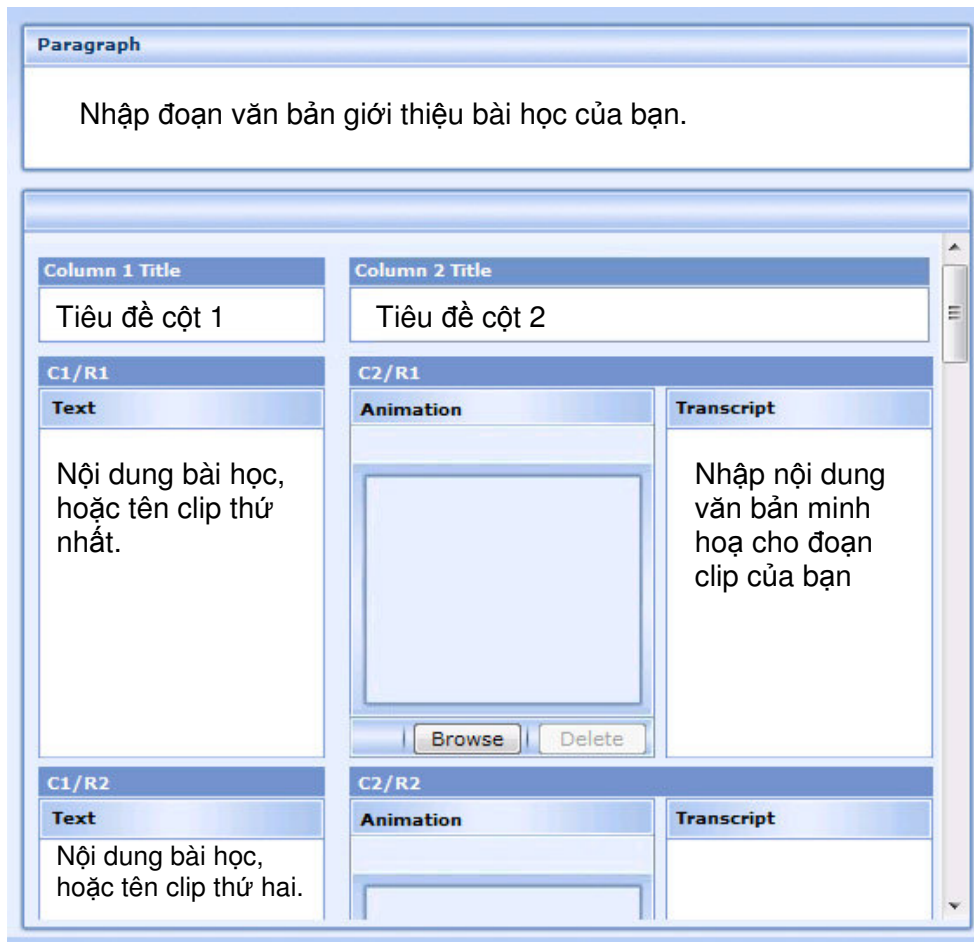 Paragraph
Nhập đoạn văn bản giới thiệu bài học của bạn.
Column 1 Title
Column 2 Title
Tiêu đề cột 1
Tiêu đề cột 2
C1/R1
C2/R1
Text
Animation
Transcript
Nội dung bài học,
hoặc tên clip thứ
nhất.
Nhập nội dung
văn bản minh
hoạ cho đoạn
clip của bạn
Browse
Delete
C1/R2
C2/R2
Text
Animation
Transcript
Nội dung bài học,
hoặc tên clip thứ hai.